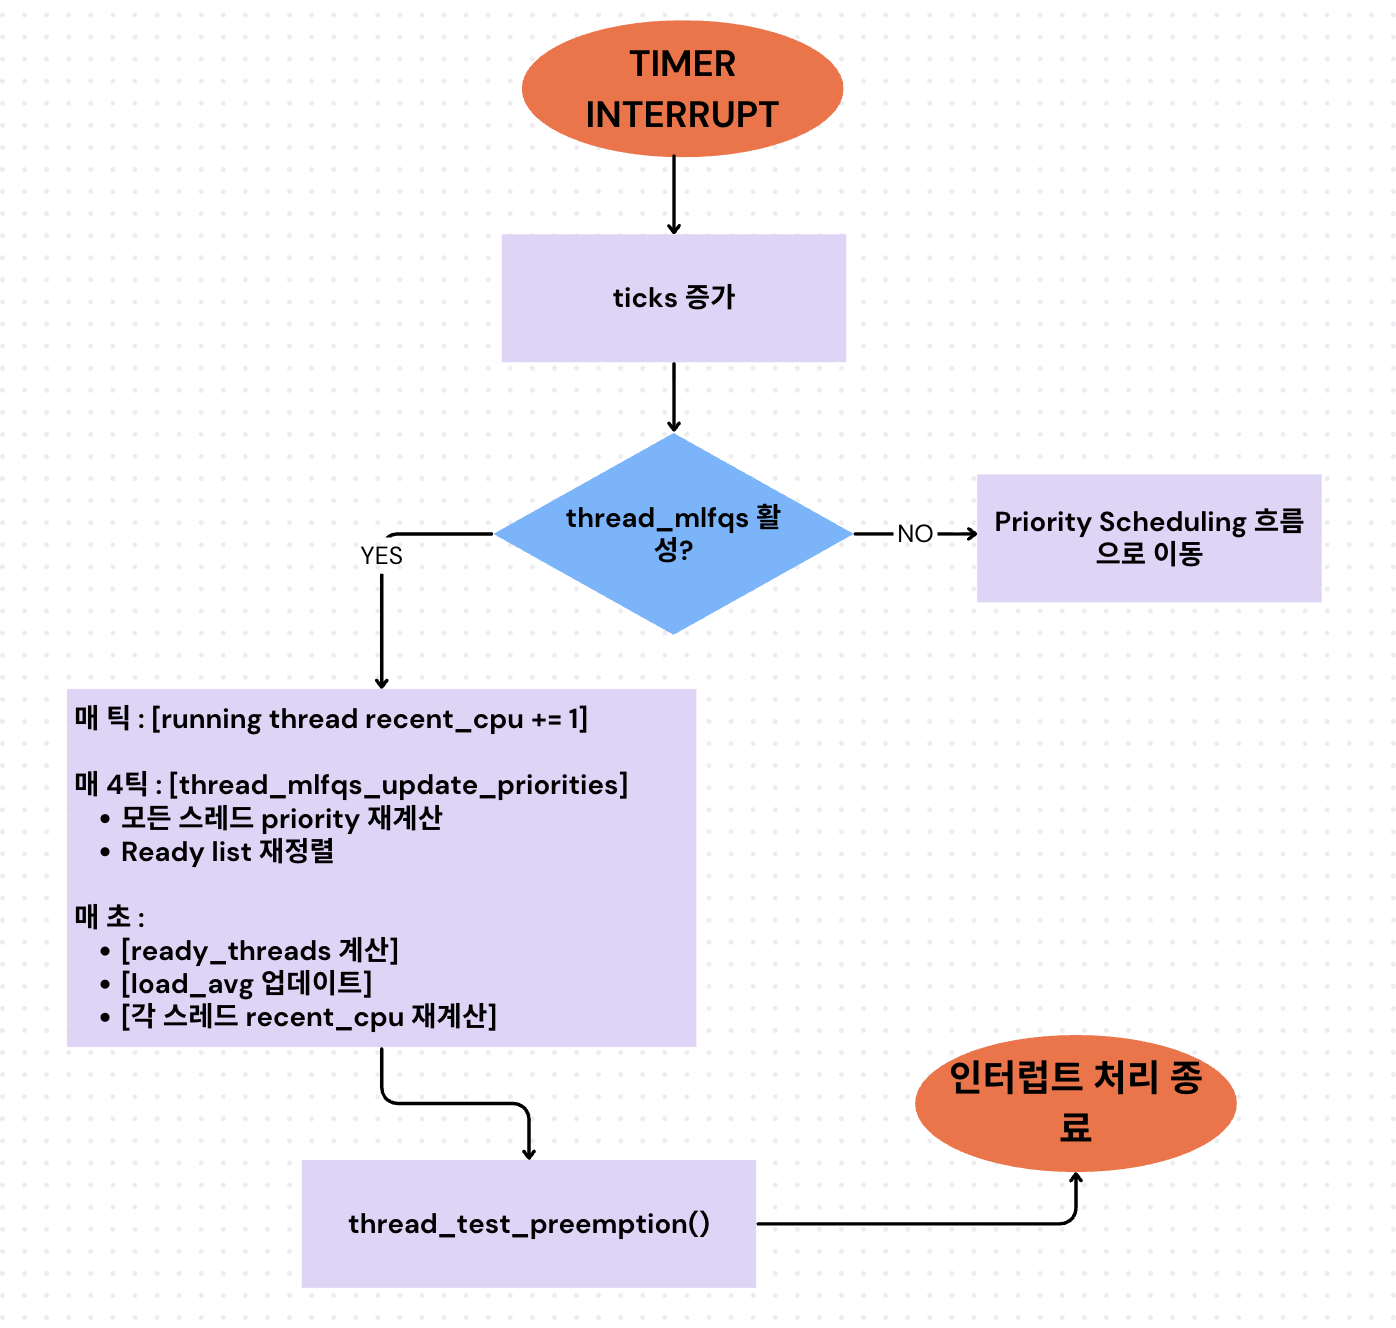 TIMER
INTERRUPT
ticks 증가
thread_mlfqs 활
성?
YES
NO
Priority Scheduling 흐름
으로 이동
매 틱 : [running thread recent_cpu += 1]
매 4틱 : [thread_mlfqs_update_priorities]
• 모든 스레드 priority 재계산
• Ready list 재정렬
매 초 :
• [ready_threads 계산]
• [load_avg 업데이트]
• [각 스레드 recent_cpu 재계산]
thread_test_preemption()
인터럽트 처리 종
료